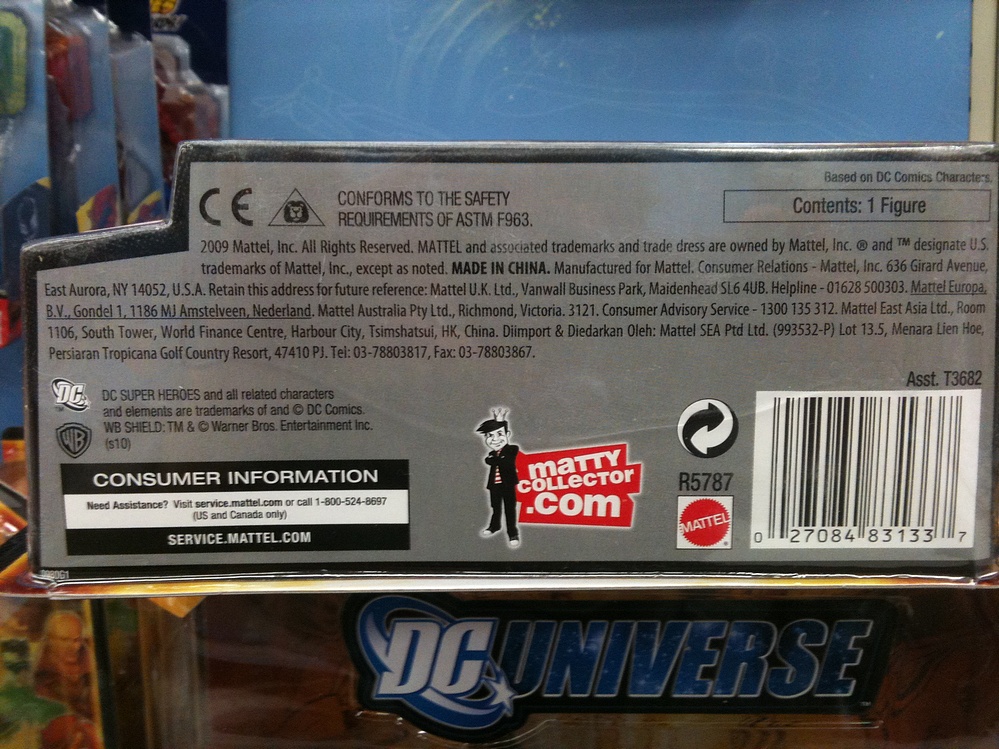 Based on DC Comics Characters.
CE
CONFORMS TO THE SAFETY
REQUIREMENTS OF ASTM F963.
Contents: 1 Figure
2009 Mattel, Inc. All Rights Reserved. MATTEL and associated trademarks and trade dress are owned by Mattel, Inc. ® and ™ designate U.S.
trademarks of Mattel, Inc., except as noted. MADE IN CHINA. Manufactured for Mattel. Consumer Relations - Mattel, Inc. 636 Girard Avenue,
East Aurora, NY 14052, U.S.A. Retain this address for future reference: Mattel U.K. Ltd., Vanwall Business Park, Maidenhead SL6 4UB. Helpline - 01628 500303. Mattel Europa,
B.V., Gondel 1, 1186 MJ Amstelveen, Nederland. Mattel Australia Pty Ltd., Richmond, Victoria. 3121. Consumer Advisory Service - 1300 135 312. Mattel East Asia Ltd., Room
1106, South Tower, World Finance Centre, Harbour City, Tsimshatsui, HK, China. Diimport & Diedarkan Oleh: Mattel SEA Ptd Ltd. (993532-P) Lot 13.5, Menara Lien Hoe,
Persiaran Tropicana Golf Country Resort, 47410 PJ. Tel: 03-78803817, Fax: 03-78803867.
Asst. T3682
DC
TM
DC SUPER HEROES and all related characters
and elements are trademarks of and © DC Comics.
WB SHIELD: TM & © Warner Bros. Entertainment Inc.
(s10)
WB
CONSUMER INFORMATION
Need Assistance? Visit service.mattel.com or call 1-800-524-8697
(US and Canada only)
SERVICE.MATTEL.COM
MATTY
COLLECTOR
.com
R5787
MATTEL
0 27084 83133 7
DC UNIVERSE